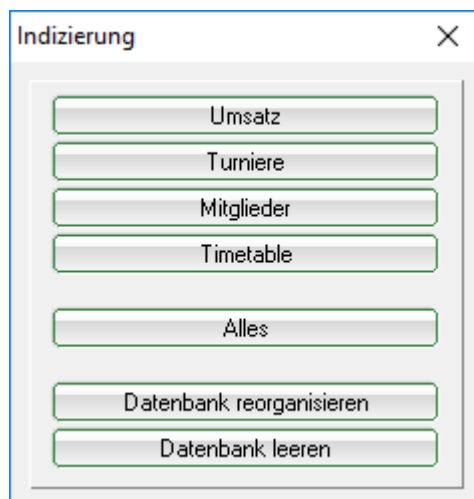 Indizierung
Umsatz
Turniere
Mitglieder
Timetable
Alles
Datenbank reorganisieren
Datenbank leeren